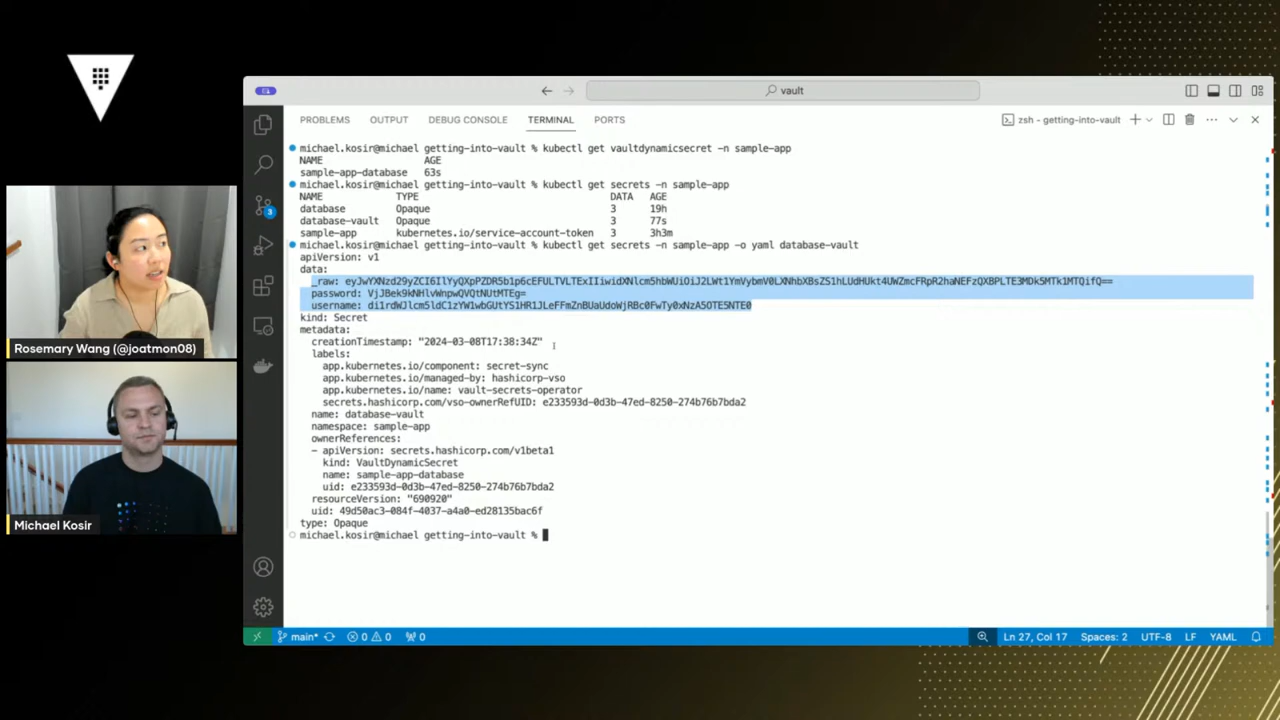 vault
PROBLEMS OUTPUT DEBUG CONSOLE TERMINAL PORTS
zsh - getting-into-vault
michael.kosir@michael getting-into-vault % kubectl get vaultdynamicsecret -n sample-app
NAME AGE
sample-app-database 63s
michael.kosir@michael getting-into-vault % kubectl get secrets -n sample-app
NAME TYPE DATA AGE
database Opaque 3 19h
database-vault Opaque 3 77s
sample-app kubernetes.io/service-account-token 3 3h3m
michael.kosir@michael getting-into-vault % kubectl get secrets -n sample-app -o yaml database-vault
apiVersion: v1
data:
_raw:
password:
username:
kind: Secret
metadata:
creationTimestamp: "2024-03-08T17:38:34Z"
labels:
app.kubernetes.io/component: secret-sync
app.kubernetes.io/managed-by: hashicorp-vso
app.kubernetes.io/name: vault-secrets-operator
secrets.hashicorp.com/vso-ownerRefUID: e233593d-0d3b-47ed-8250-274b76b7bda2
name: database-vault
namespace: sample-app
ownerReferences:
- apiVersion: secrets.hashicorp.com/v1beta1
kind: VaultDynamicSecret
name: sample-app-database
uid: e233593d-0d3b-47ed-8250-274b76b7bda2
resourceVersion: "690920"
uid: 49d50ac3-084f-4037-a4a0-ed28135bac6f
type: Opaque
michael.kosir@michael getting-into-vault %
3
Rosemary Wang (@joatmon08)
Michael Kosir
main* 0 0 0
Ln 27, Col 17 Spaces: 2 UTF-8 LF YAML